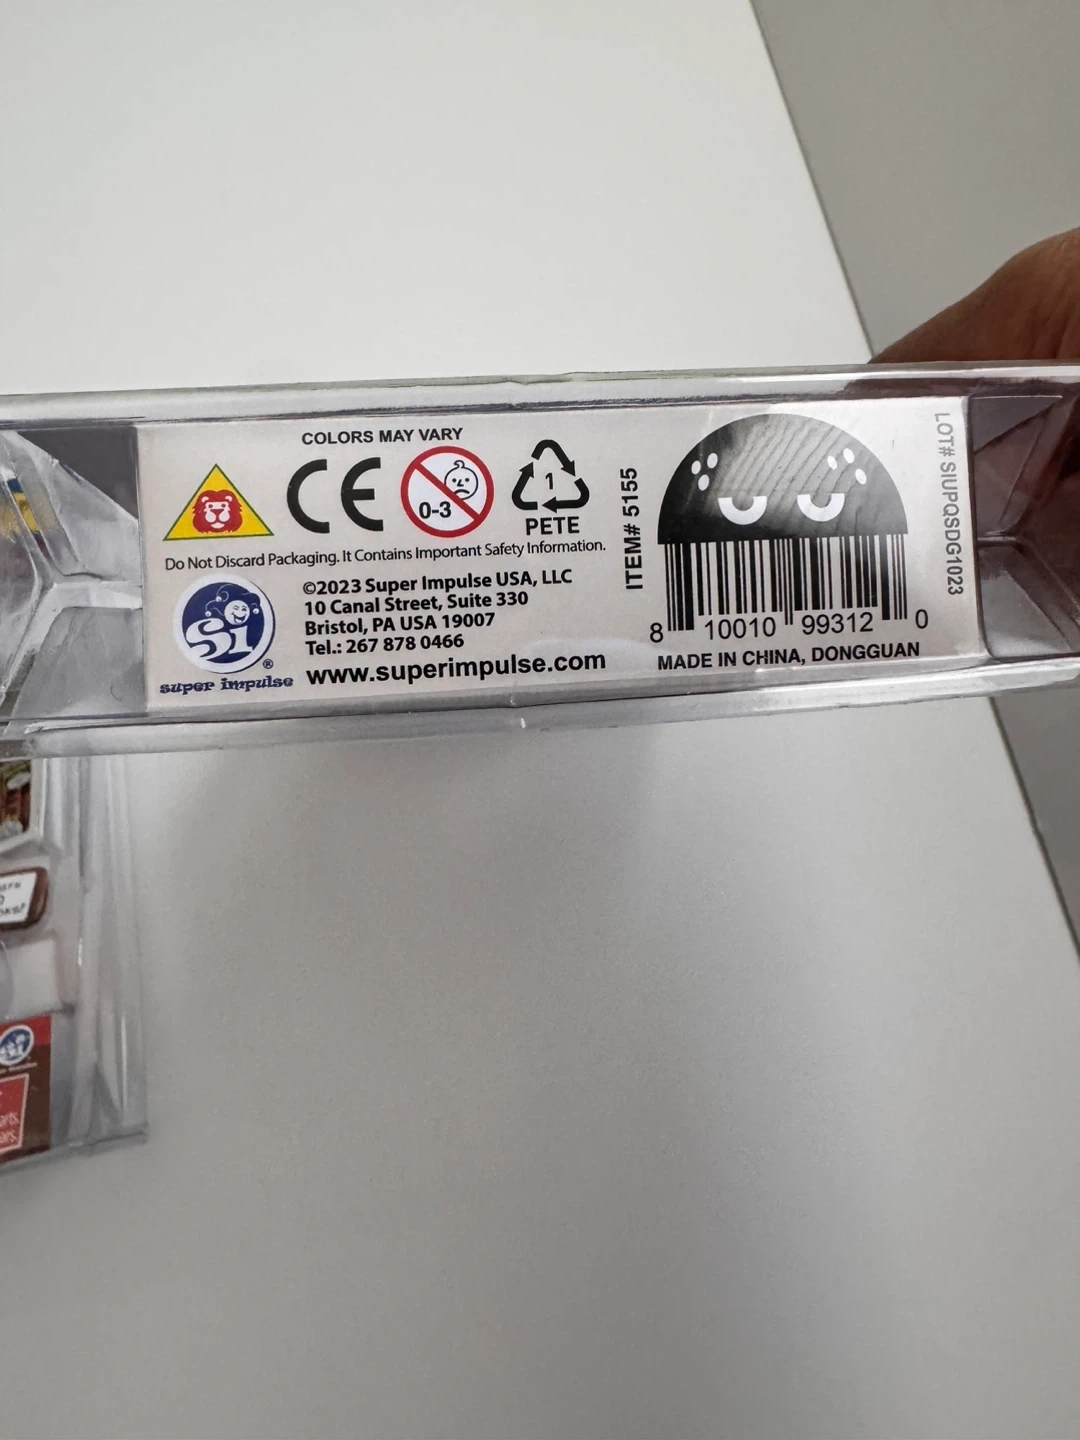 COLORS MAY VARY
CE
0-3
1
PETE
Do Not Discard Packaging. It Contains Important Safety Information.
Si
®
super impulse
©2023 Super Impulse USA, LLC
10 Canal Street, Suite 330
Bristol, PA USA 19007
Tel.: 267 878 0466
www.superimpulse.com
ITEM# 5155
8 10010 99312 0
MADE IN CHINA, DONGGUAN
LOT# SIUPQSDG1023